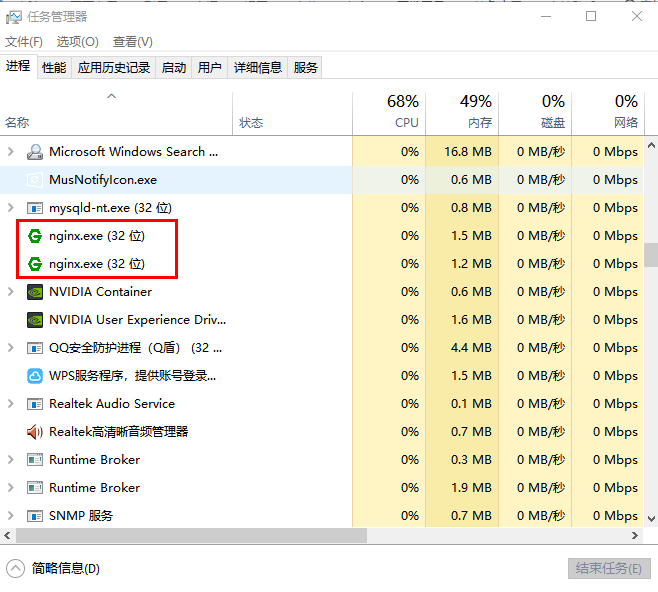 任务管理器
文件(F) 选项(O) 查看(V)
进程 性能 应用历史记录 启动 用户 详细信息 服务
68% 49% 0% 0%
名称 状态 CPU 内存 磁盘 网络
Microsoft Windows Search ... 0% 16.8 MB 0 MB/秒 0 Mbps
MusNotifyIcon.exe 0% 0.6 MB 0 MB/秒 0 Mbps
mysqld-nt.exe (32 位) 0% 0.8 MB 0 MB/秒 0 Mbps
nginx.exe (32 位) 0% 1.5 MB 0 MB/秒 0 Mbps
nginx.exe (32 位) 0% 1.2 MB 0 MB/秒 0 Mbps
NVIDIA Container 0% 0.6 MB 0 MB/秒 0 Mbps
NVIDIA User Experience Driv... 0% 1.6 MB 0 MB/秒 0 Mbps
QQ安全防护进程（Q盾） (32 ... 0% 4.4 MB 0 MB/秒 0 Mbps
WPS服务程序，提供账号登录... 0% 1.5 MB 0 MB/秒 0 Mbps
Realtek Audio Service 0% 0.1 MB 0 MB/秒 0 Mbps
Realtek高清晰音频管理器 0% 0.7 MB 0 MB/秒 0 Mbps
Runtime Broker 0% 0.3 MB 0 MB/秒 0 Mbps
Runtime Broker 0% 1.9 MB 0 MB/秒 0 Mbps
SNMP 服务 0% 0.7 MB 0 MB/秒 0 Mbps
简略信息(D) 结束任务(E)